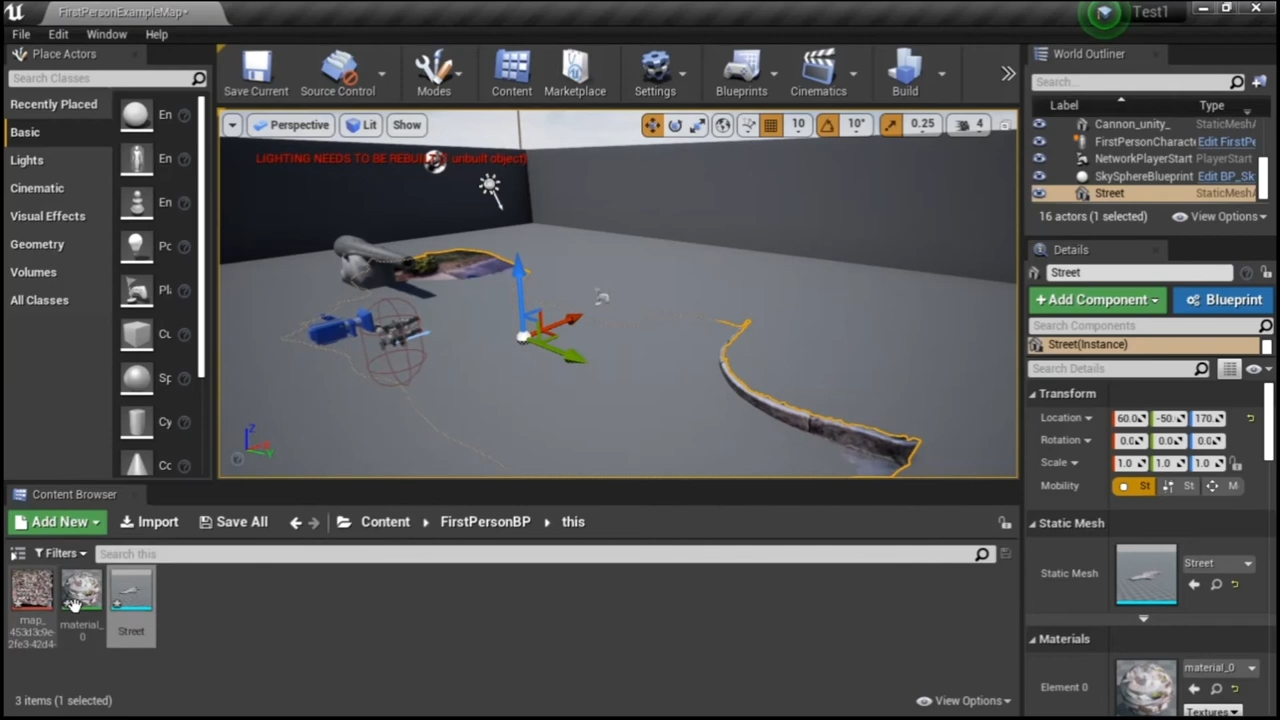 FirstPersonExampleMap*
Test1
File Edit Window Help
Place Actors
Search Classes
Recently Placed
Basic
Lights
Cinematic
Visual Effects
Geometry
Volumes
All Classes
En
En
En
Po
Pl
Cu
Sp
Cy
Co
Save Current Source Control Modes Content Marketplace Settings Blueprints Cinematics Build
Perspective Lit Show 10 10° 0.25 4
LIGHTING NEEDS TO BE REBUILT unbuilt object)
Z
X
Y
World Outliner
Search...
Label Type
Cannon_unity_ StaticMeshA
FirstPersonCharacte Edit FirstPe
NetworkPlayerStart PlayerStart
SkySphereBlueprint Edit BP_Sk
Street StaticMeshA
16 actors (1 selected) View Options
Details
Street
+Add Component Blueprint
Search Components
Street(Instance)
Search Details
Transform
Location 60.0 -50. 170.
Rotation 0.0 0.0 0.0
Scale 1.0 1.0 1.0
Mobility St St M
Static Mesh
Static Mesh Street
Materials
Element 0 material_0
Textures
Content Browser
Add New Import Save All Content FirstPersonBP this
Filters Search this
map_
453d3c9e-
2fe3-42d4-
material_
0
Street
3 items (1 selected) View Options